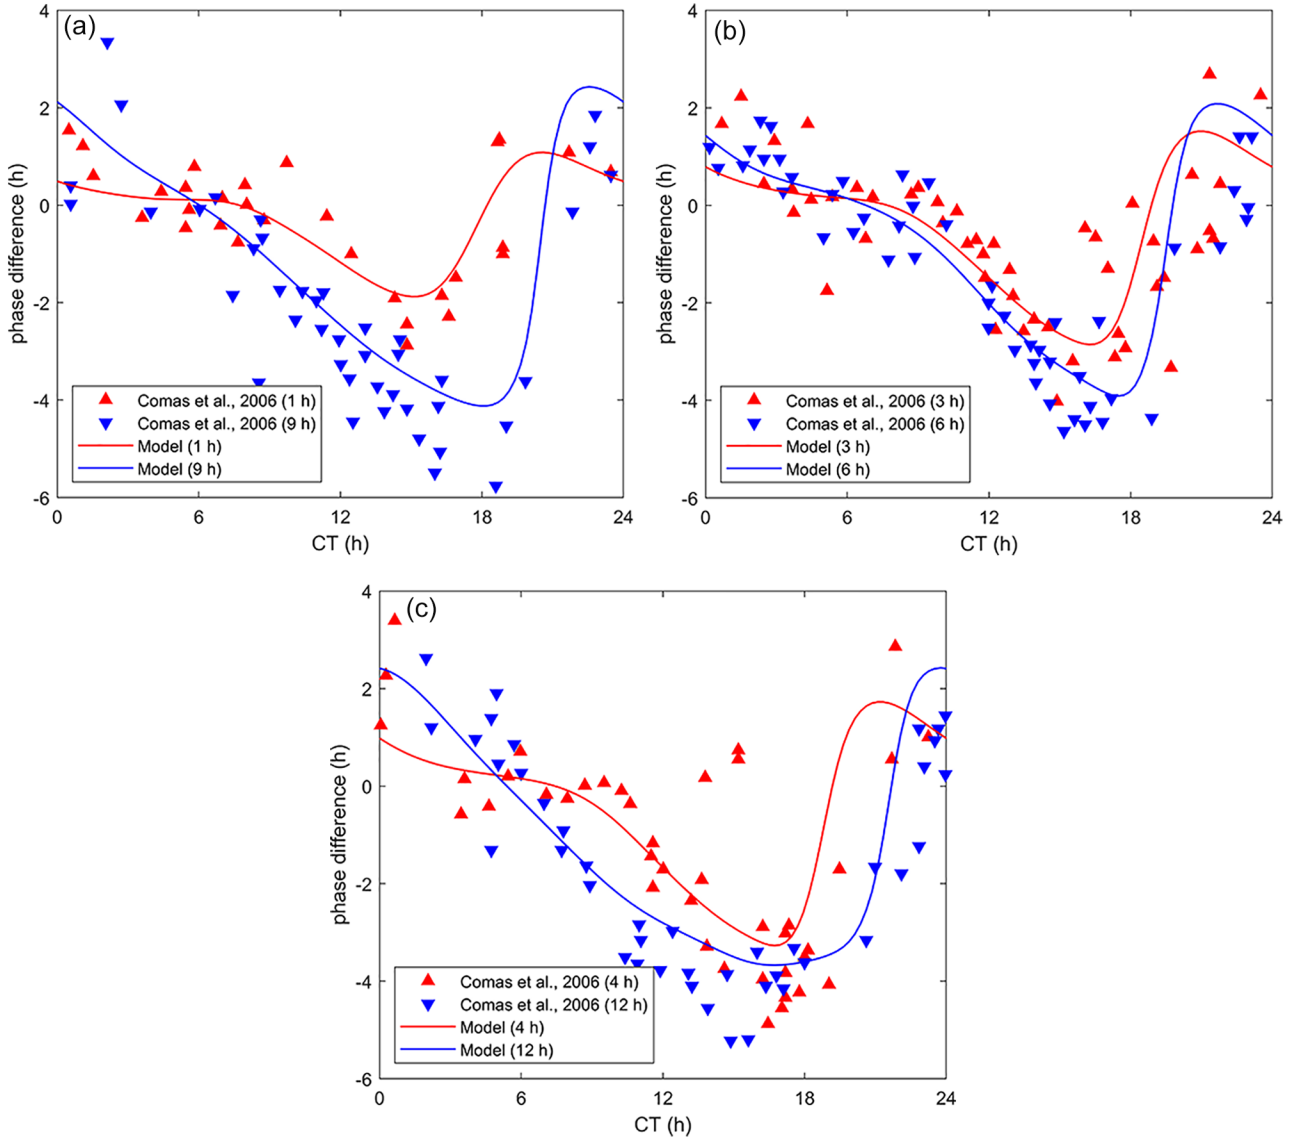 (a)
4
2
0
-2
-4
-6
phase difference (h)
Comas et al., 2006 (1 h)
Comas et al., 2006 (9 h)
Model (1 h)
Model (9 h)
0 6 12 18 24
CT (h)
(b)
4
2
0
-2
-4
-6
phase difference (h)
Comas et al., 2006 (3 h)
Comas et al., 2006 (6 h)
Model (3 h)
Model (6 h)
0 6 12 18 24
CT (h)
(c)
4
2
0
-2
-4
-6
phase difference (h)
Comas et al., 2006 (4 h)
Comas et al., 2006 (12 h)
Model (4 h)
Model (12 h)
0 6 12 18 24
CT (h)